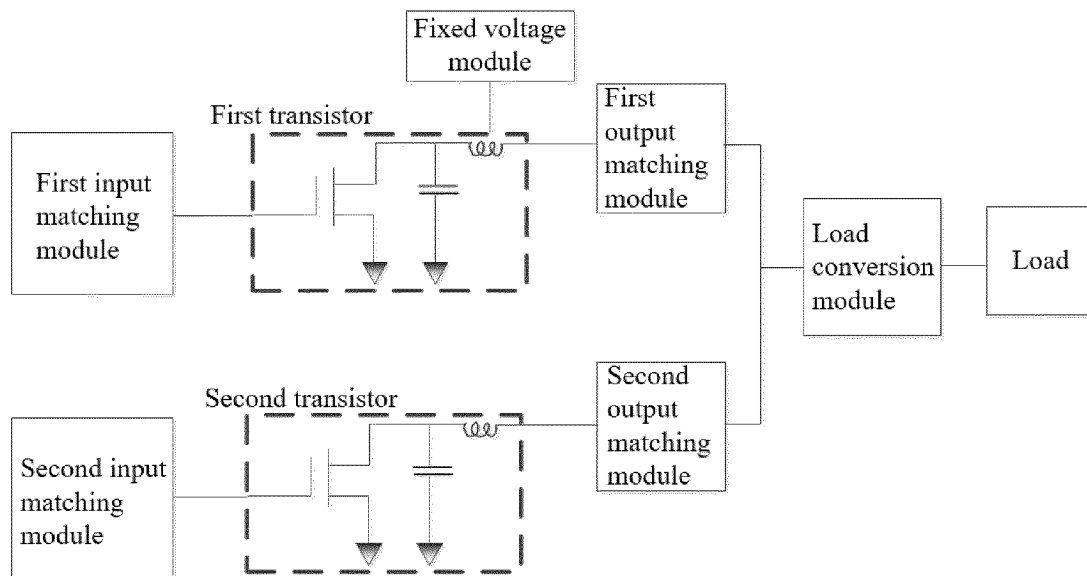 Fixed voltage
module
First transistor
First
output
matching
module
First input
matching
module
Load
conversion
module
Load
Second transistor
Second
output
matching
module
Second input
matching
module